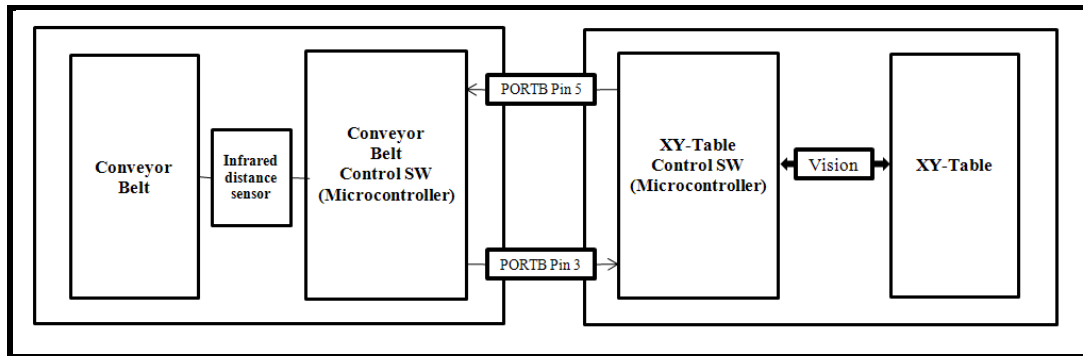 Conveyor
Belt
Infrared
distance
sensor
Conveyor
Belt
Control SW
(Microcontroller)
PORTB Pin 5
PORTB Pin 3
XY-Table
Control SW
(Microcontroller)
Vision
XY-Table